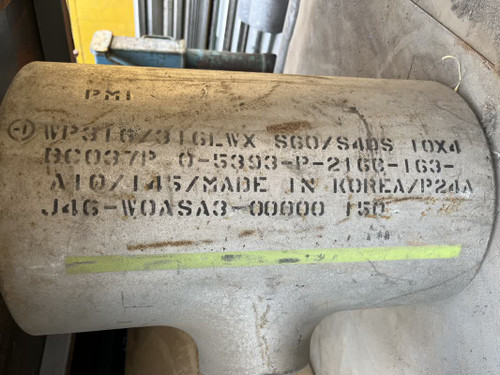 PMI
WP316/316LWX S60/S40S 10X4
BC037P 0-5393-P-2166-163-
A10/145/MADE IN KOREA/P24A
J46-W0ASA3-00000 150